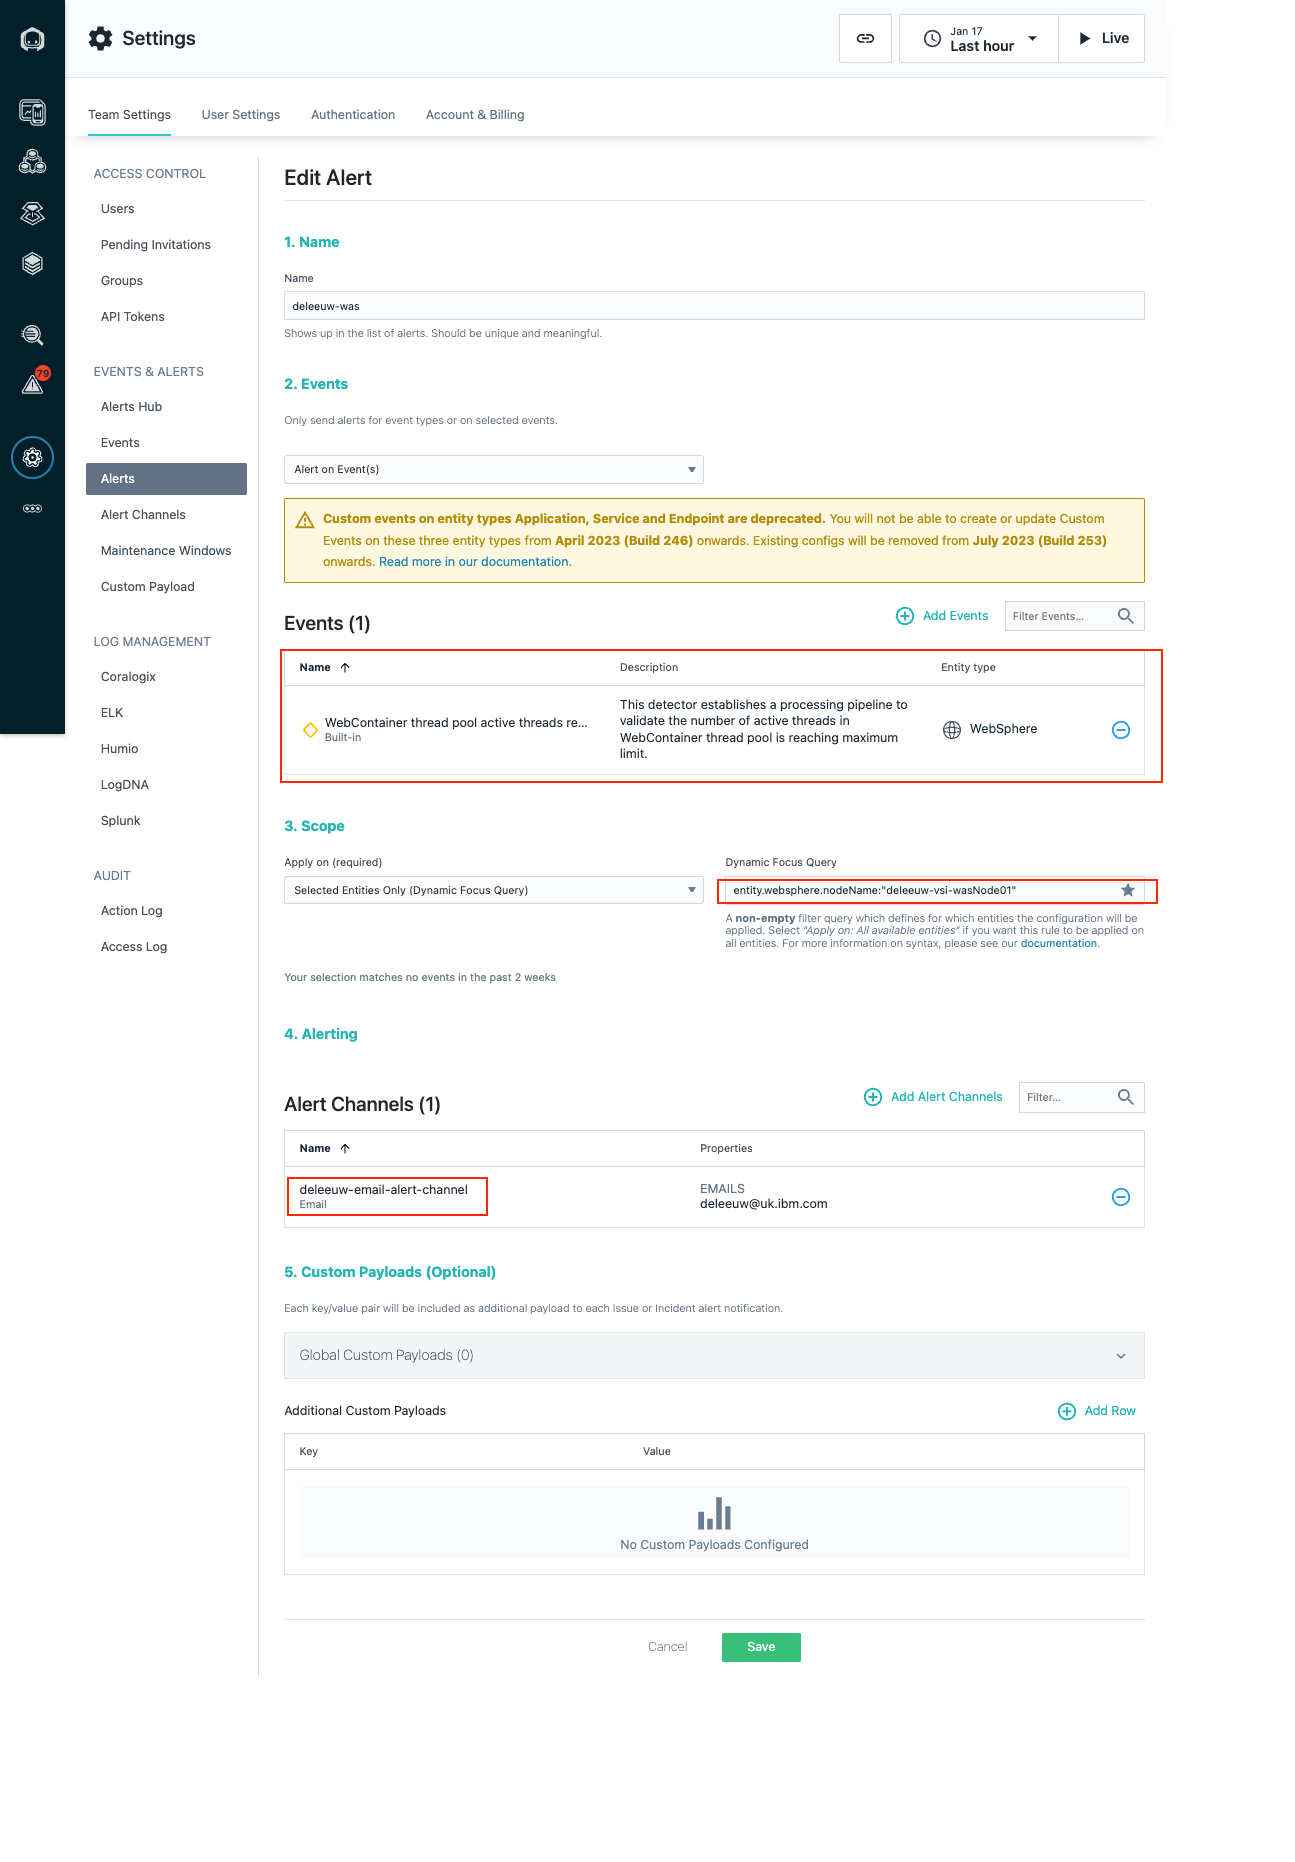 Settings
Jan 17
Last hour
Live
Team Settings
User Settings
Authentication
Account & Billing
79
ACCESS CONTROL
Users
Pending Invitations
Groups
API Tokens
EVENTS & ALERTS
Alerts Hub
Events
Alerts
Alert Channels
Maintenance Windows
Custom Payload
LOG MANAGEMENT
Coralogix
ELK
Humio
LogDNA
Splunk
AUDIT
Action Log
Access Log
Edit Alert
1. Name
Name
deleeuw-was
Shows up in the list of alerts. Should be unique and meaningful.
2. Events
Only send alerts for event types or on selected events.
Alert on Event(s)
Custom events on entity types Application, Service and Endpoint are deprecated. You will not be able to create or update Custom
Events on these three entity types from April 2023 (Build 246) onwards. Existing configs will be removed from July 2023 (Build 253)
onwards. Read more in our documentation.
Events (1)
Add Events
Filter Events...
Name
Description
Entity type
WebContainer thread pool active threads re...
Built-in
This detector establishes a processing pipeline to
validate the number of active threads in
WebContainer thread pool is reaching maximum
limit.
WebSphere
3. Scope
Apply on (required)
Selected Entities Only (Dynamic Focus Query)
Dynamic Focus Query
entity.websphere.nodeName:"deleeuw-vsi-wasNode01"
A non-empty filter query which defines for which entities the configuration will be
applied. Select "Apply on: All available entities" if you want this rule to be applied on
all entities. For more information on syntax, please see our documentation.
Your selection matches no events in the past 2 weeks
4. Alerting
Alert Channels (1)
Add Alert Channels
Filter...
Name
Properties
deleeuw-email-alert-channel
Email
EMAILS
deleeuw@uk.ibm.com
5. Custom Payloads (Optional)
Each key/value pair will be included as additional payload to each Issue or Incident alert notification.
Global Custom Payloads (0)
Additional Custom Payloads
Add Row
Key
Value
No Custom Payloads Configured
Cancel
Save